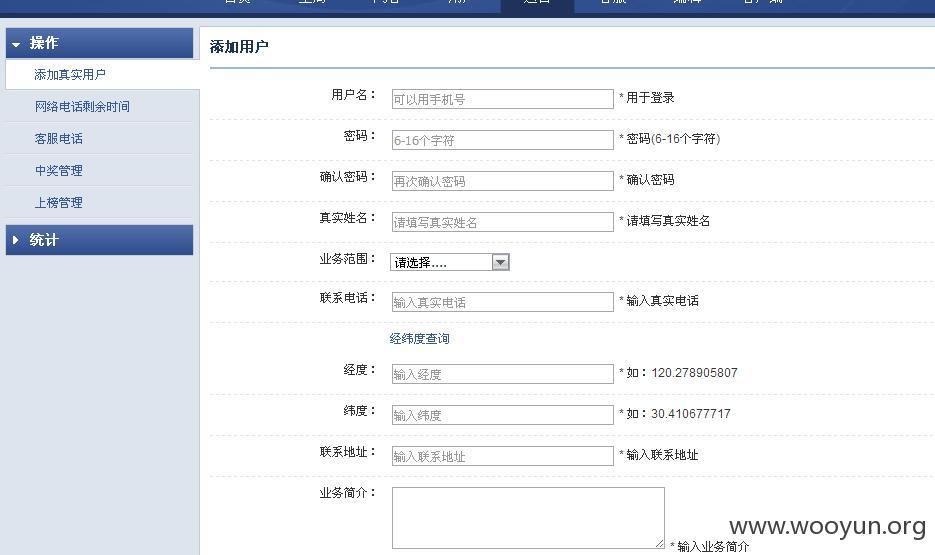 操作
添加真实用户
网络电话剩余时间
客服电话
中奖管理
上榜管理
统计
添加用户
用户名： 可以用手机号 * 用于登录
密码： 6-16个字符 * 密码(6-16个字符)
确认密码： 再次确认密码 * 确认密码
真实姓名： 请填写真实姓名 * 请填写真实姓名
业务范围： 请选择....
联系电话： 输入真实电话 * 输入真实电话
经纬度查询
经度： 输入经度 * 如：120.278905807
纬度： 输入纬度 * 如：30.410677717
联系地址： 输入联系地址 * 输入联系地址
业务简介： * 输入业务简介
www.wooyun.org